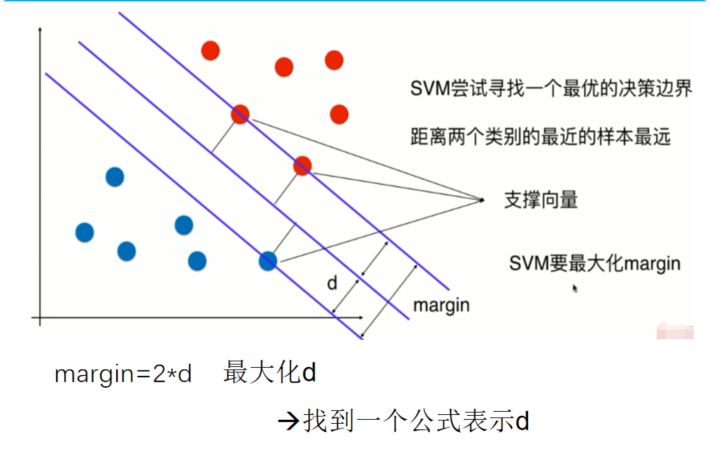 SVM尝试寻找一个最优的决策边界
距离两个类别的最近的样本最远
支撑向量
SVM要最大化margin
d
margin
margin=2*d 最大化d
→找到一个公式表示d